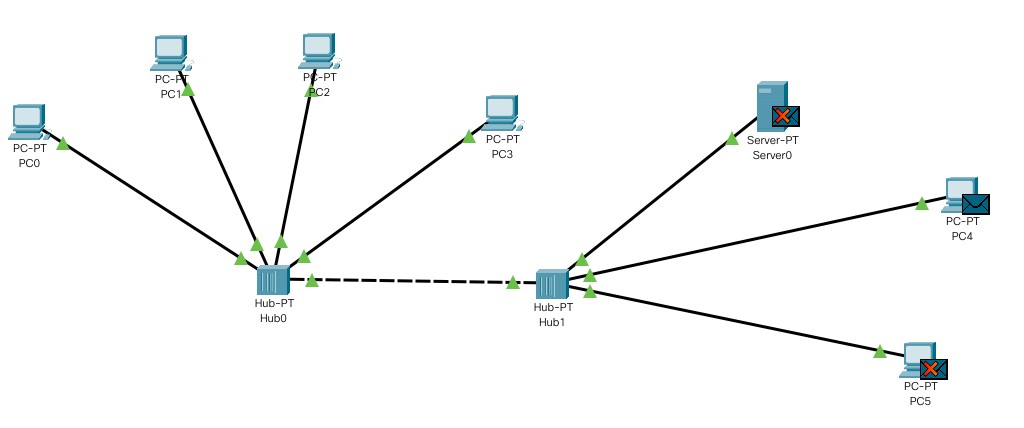 PC-PT
PC0
PC-PT
PC1
PC-PT
PC2
PC-PT
PC3
Hub-PT
Hub0
Hub-PT
Hub1
Server-PT
Server0
PC-PT
PC4
PC-PT
PC5